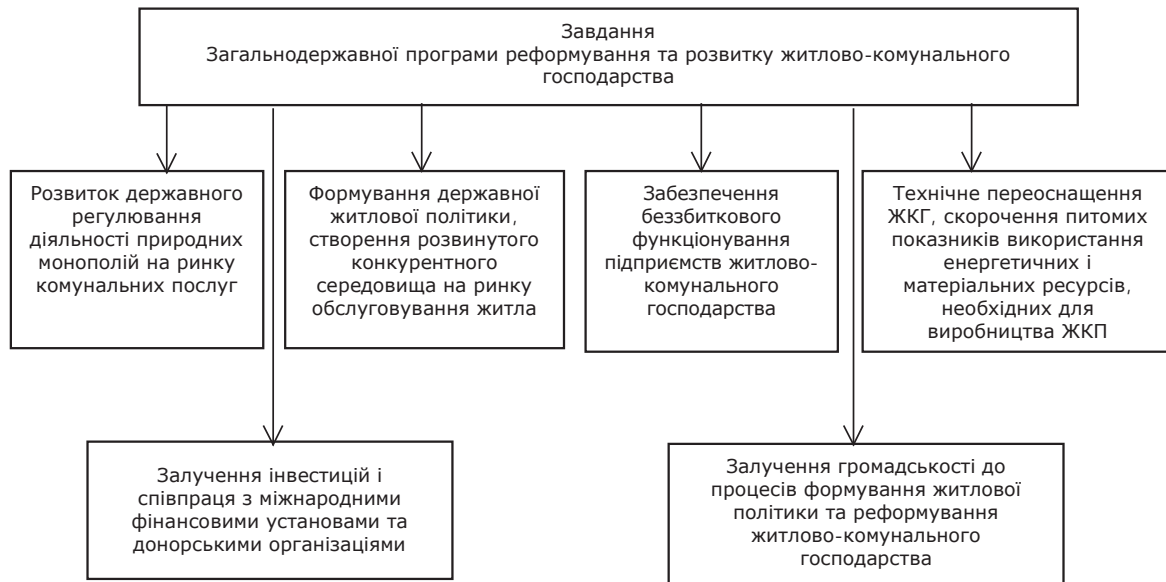 Завдання
Загальнодержавної програми реформування та розвитку житлово-комунального
господарства
Розвиток державного
регулювання
діяльності природних
монополій на ринку
комунальних послуг
Формування державної
житлової політики,
створення розвинутого
конкурентного
середовища на ринку
обслуговування житла
Забезпечення
беззбиткового
функціонування
підприємств житлово-
комунального
господарства
Технічне переоснащення
ЖКГ, скорочення питомих
показників використання
енергетичних і
матеріальних ресурсів,
необхідних для
виробництва ЖКП
Залучення інвестицій і
співпраця з міжнародними
фінансовими установами та
донорськими організаціями
Залучення громадськості до
процесів формування житлової
політики та реформування
житлово-комунального
господарства